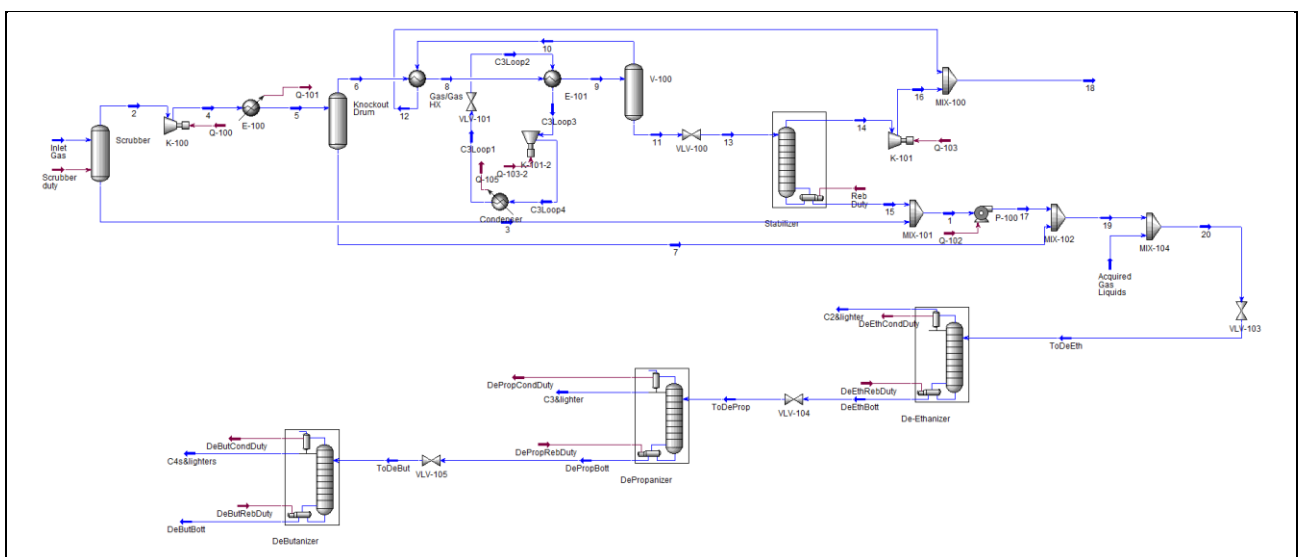 10
C3Loop2
V-100
6
8
9
16
MIX-100
18
Q-101
Knockout
Drum
Gas/Gas
HX
E-101
2
4
5
12
VLV-101
Scrubber
K-100
E-100
C3Loop3
14
Q-100
11
VLV-100
13
K-101
Q-103
Inlet
Gas
C3Loop1
K-101-2
Q-103-2
Q-105
Scrubber
duty
C3Loop4
Reb
Duty
15
Condenser
3
Stabilizer
MIX-101
1
P-100
17
Q-102
MIX-102
19
MIX-104
20
7
Acquired
Gas
Liquids
VLV-103
C2&lighter
DeEthCondDuty
ToDeEth
DePropCondDuty
C3&lighter
DeEthRebDuty
ToDeProp
VLV-104
DeEthBott
De-Ethanizer
DeButCondDuty
C4s&lighters
DePropRebDuty
ToDeBut
VLV-105
DePropBott
DePropanizer
DeButRebDuty
DeButBott
DeButanizer